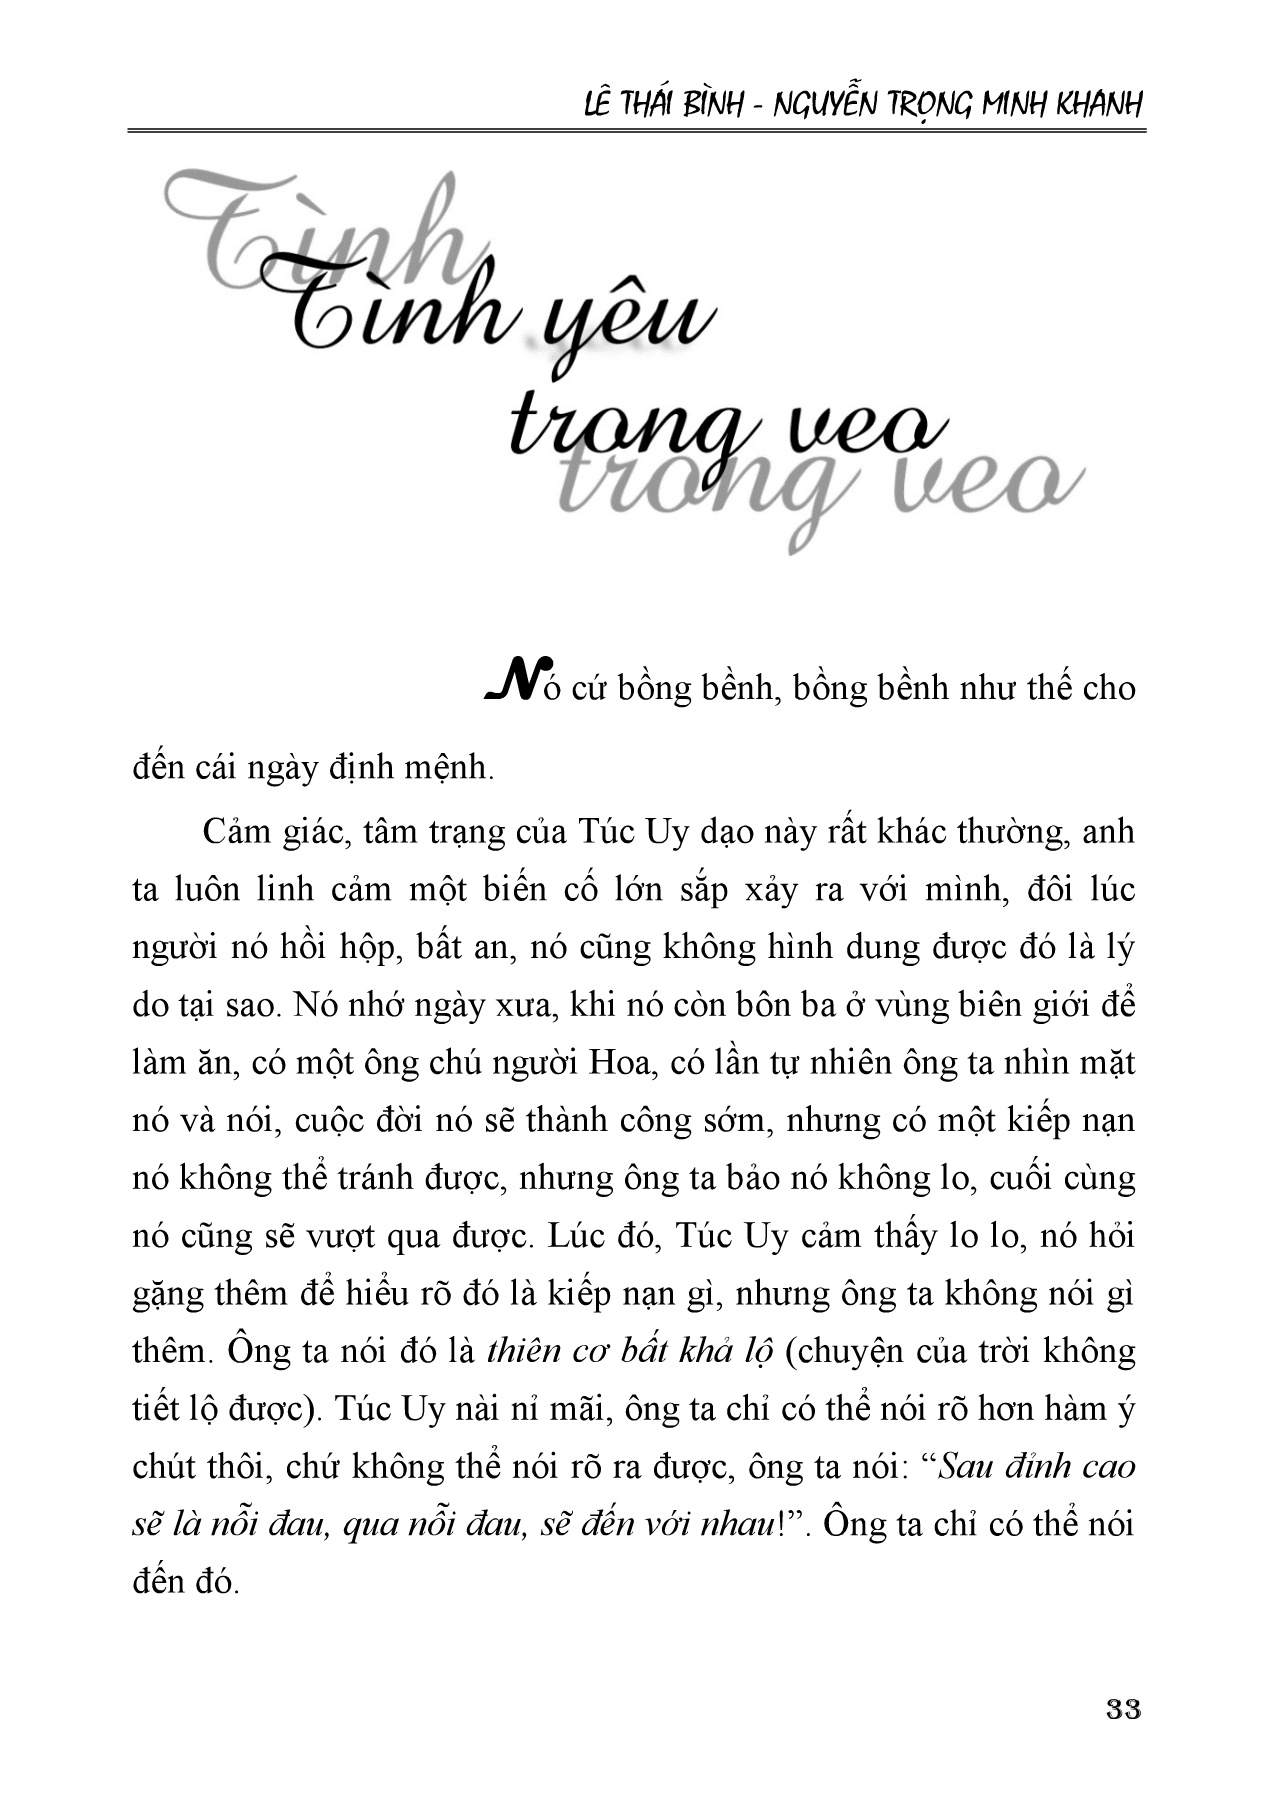 LÊ THÁI BÌNH - NGUYỄN TRỌNG MINH KHANH
Tình
Tình yêu
trong veo
trong veo
Nó cứ bồng bềnh, bồng bềnh như thế cho
đến cái ngày định mệnh.
Cảm giác, tâm trạng của Túc Uy dạo này rất khác thường, anh
ta luôn linh cảm một biến cố lớn sắp xảy ra với mình, đôi lúc
người nó hồi hộp, bất an, nó cũng không hình dung được đó là lý
do tại sao. Nó nhớ ngày xưa, khi nó còn bôn ba ở vùng biên giới để
làm ăn, có một ông chú người Hoa, có lần tự nhiên ông ta nhìn mặt
nó và nói, cuộc đời nó sẽ thành công sớm, nhưng có một kiếp nạn
nó không thể tránh được, nhưng ông ta bảo nó không lo, cuối cùng
nó cũng sẽ vượt qua được. Lúc đó, Túc Uy cảm thấy lo lo, nó hỏi
gặng thêm để hiểu rõ đó là kiếp nạn gì, nhưng ông ta không nói gì
thêm. Ông ta nói đó là thiên cơ bất khả lộ (chuyện của trời không
tiết lộ được). Túc Uy nài nỉ mãi, ông ta chỉ có thể nói rõ hơn hàm ý
chút thôi, chứ không thể nói rõ ra được, ông ta nói: “Sau đỉnh cao
sẽ là nỗi đau, qua nỗi đau, sẽ đến với nhau!”. Ông ta chỉ có thể nói
đến đó.
33